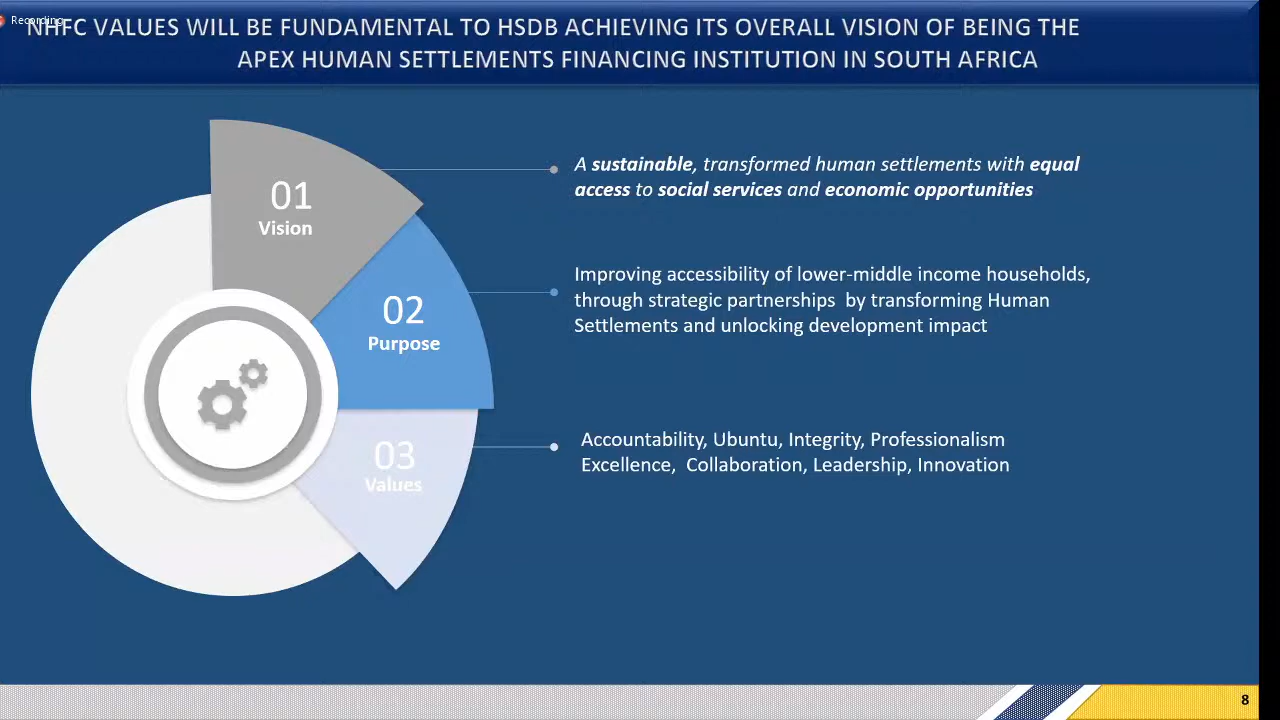 Recording
NHFC VALUES WILL BE FUNDAMENTAL TO HSDB ACHIEVING ITS OVERALL VISION OF BEING THE
APEX HUMAN SETTLEMENTS FINANCING INSTITUTION IN SOUTH AFRICA
01
Vision
A sustainable, transformed human settlements with equal
access to social services and economic opportunities
02
Purpose
Improving accessibility of lower-middle income households,
through strategic partnerships by transforming Human
Settlements and unlocking development impact
03
Values
Accountability, Ubuntu, Integrity, Professionalism
Excellence, Collaboration, Leadership, Innovation
8